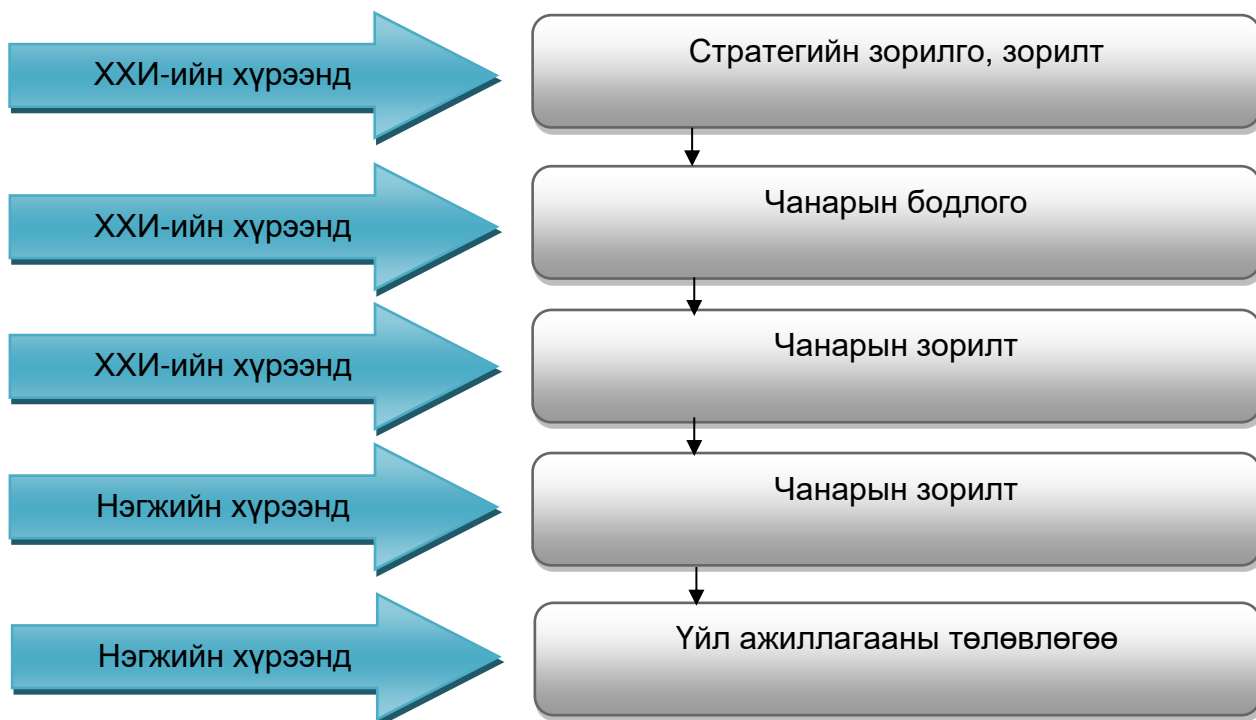 ХХИ-ийн хүрээнд
Стратегийн зорилго, зорилт
ХХИ-ийн хүрээнд
Чанарын бодлого
ХХИ-ийн хүрээнд
Чанарын зорилт
Нэгжийн хүрээнд
Чанарын зорилт
Нэгжийн хүрээнд
Үйл ажиллагааны төлөвлөгөө